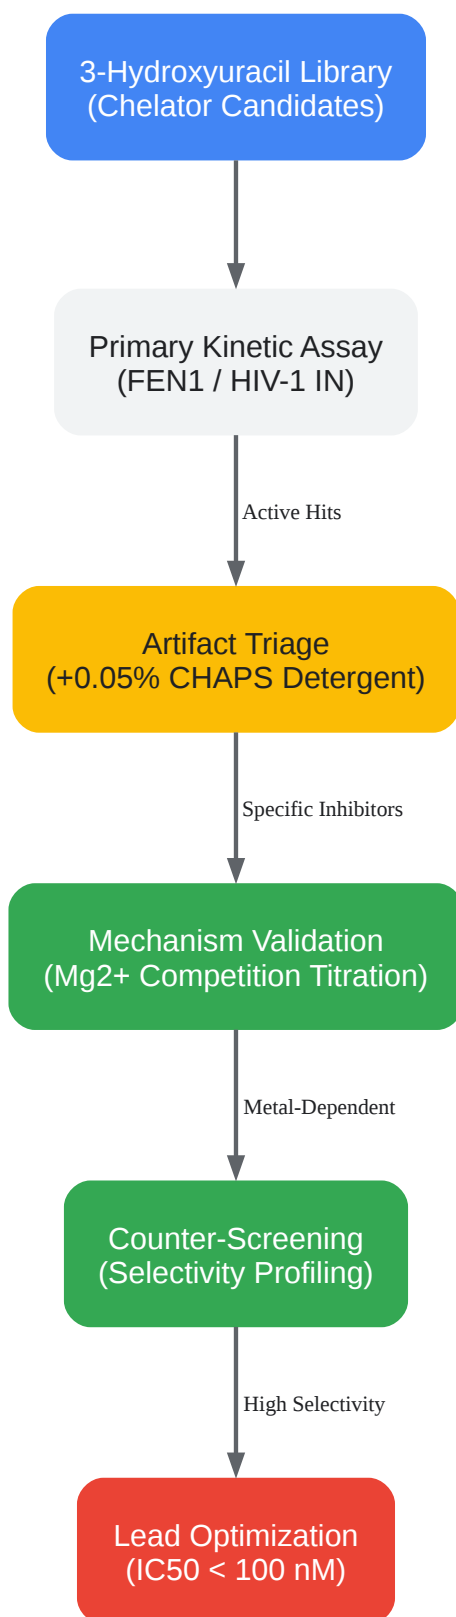 3-Hydroxyuracil Library
(Chelator Candidates)
Primary Kinetic Assay
(FEN1 / HIV-1 IN)
Active Hits
Artifact Triage
(+0.05% CHAPS Detergent)
Specific Inhibitors
Mechanism Validation
(Mg2+ Competition Titration)
Metal-Dependent
Counter-Screening
(Selectivity Profiling)
High Selectivity
Lead Optimization
(IC50 < 100 nM)